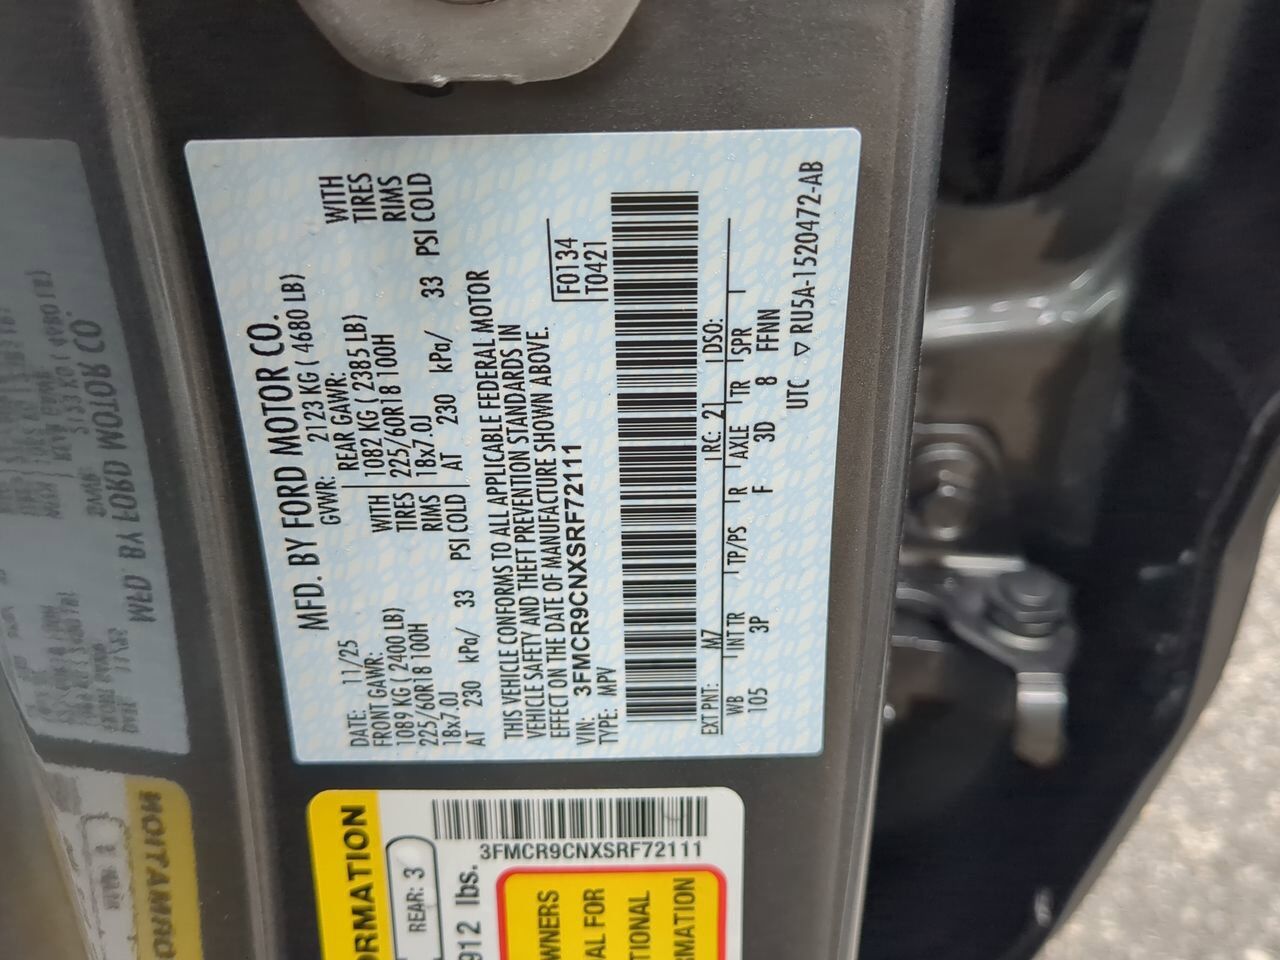 MFD. BY FORD MOTOR CO.
DATE: 11/25 GVWR: 2123 KG ( 4680 LB)
FRONT GAWR: REAR GAWR:
1089 KG ( 2400 LB) WITH 1082 KG ( 2385 LB) WITH
225/60R18 100H TIRES 225/60R18 100H TIRES
18x7.0J RIMS 18x7.0J RIMS
AT 230 kPa/ 33 PSI COLD AT 230 kPa/ 33 PSI COLD
THIS VEHICLE CONFORMS TO ALL APPLICABLE FEDERAL MOTOR
VEHICLE SAFETY AND THEFT PREVENTION STANDARDS IN
EFFECT ON THE DATE OF MANUFACTURE SHOWN ABOVE.
VIN: 3FMCR9CNXSRF72111 F0134
TYPE: MPV T0421
EXT PNT: M7 RC: 21 DSO:
WB INT TR TP/PS R AXLE TR SPR
105 3P F 3D 8 FFNN
UTC ▽ RU5A-1520472-AB
ORMATION
REAR: 3
912 lbs.
3FMCR9CNXSRF72111
WNERS
AL FOR
TIONAL
RMATION